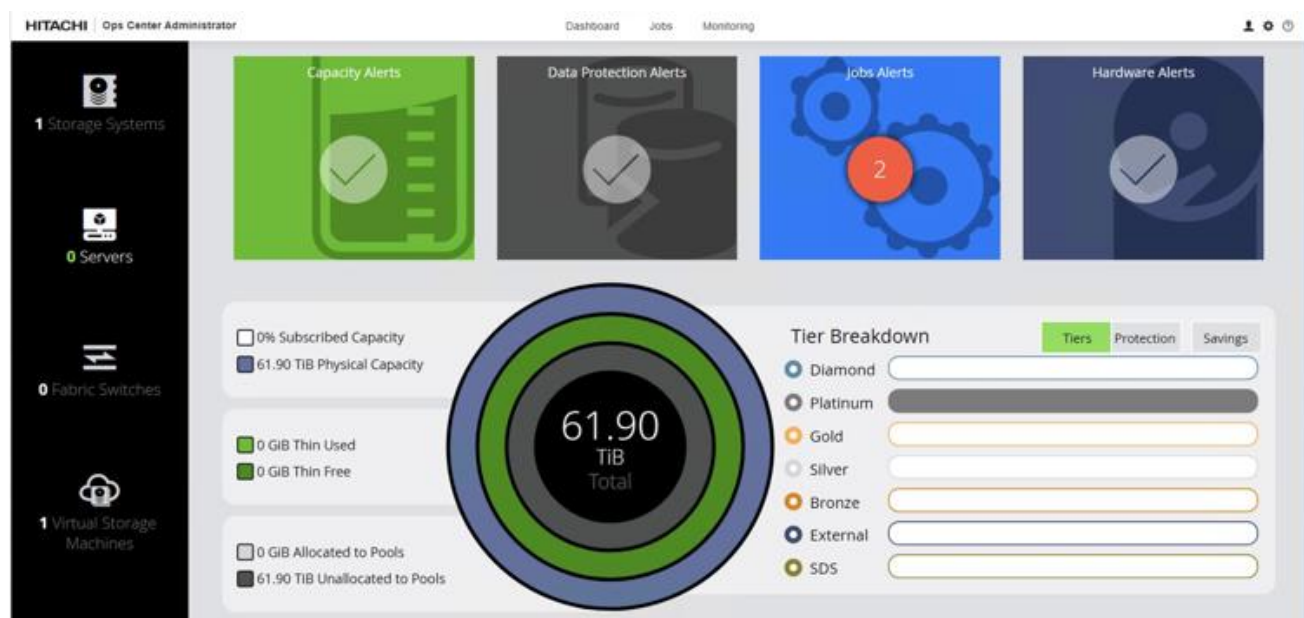 HITACHI Ops Center Administrator
Dashboard Jobs Monitoring
1 Storage Systems
0 Servers
0 Fabric Switches
1 Virtual Storage
Machines
Capacity Alerts
Data Protection Alerts
Jobs Alerts
2
Hardware Alerts
0% Subscribed Capacity
61.90 TiB Physical Capacity
0 GiB Thin Used
0 GiB Thin Free
0 GiB Allocated to Pools
61.90 TiB Unallocated to Pools
61.90
TiB
Total
Tier Breakdown
Tiers Protection Savings
Diamond
Platinum
Gold
Silver
Bronze
External
SDS